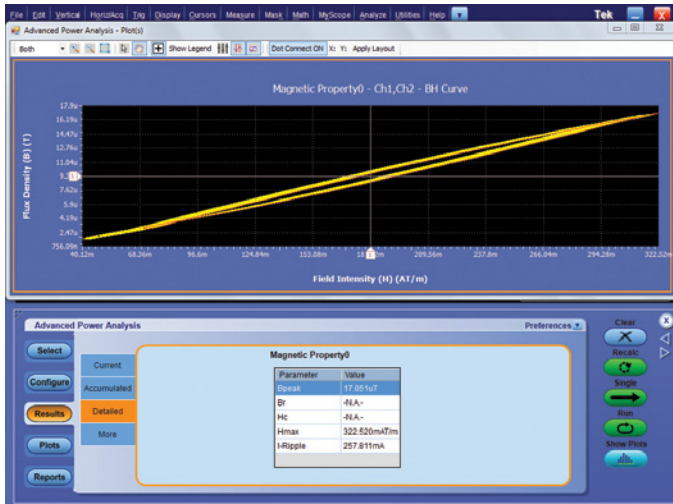 File Edit Vertical Horiz/Acq Trig Display Cursors Measure Mask Math MyScope Analyze Utilities Help Tek
Advanced Power Analysis - Plot(s)
Both Show Legend Dot Connect ON X: Y: Apply Layout
Magnetic Property0 - Ch1,Ch2 - BH Curve
Flux Density (B) (T)
17.9u
16.19u
14.47u
12.76u
11.04u
7.62u
5.9u
4.19u
2.47u
756.09n
40.12m 68.36m 96.6m 124.84m 153.08m 209.56m 237.8m 266.04m 294.28m 322.52m
Field Intensity (H) (AT/m)
Advanced Power Analysis Preferences
Select
Configure
Results
Plots
Reports
Current
Accumulated
Detailed
More
Magnetic Property0
Parameter Value
Bpeak 17.051uT
Br -N.A.-
Hc -N.A.-
Hmax 322.520mAT/m
I-Ripple 257.811mA
Clear
Recalc
Single
Run
Show Plots